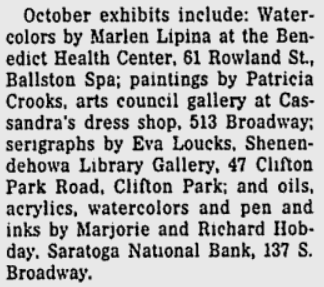 October exhibits include: Water-
colors by Marlen Lipina at the Ben-
edict Health Center, 61 Rowland St.,
Ballston Spa; paintings by Patricia
Crooks, arts council gallery at Cas-
sandra's dress shop, 513 Broadway;
serigraphs by Eva Loucks, Shenen-
dehowa Library Gallery, 47 Clifton
Park Road, Clifton Park; and oils,
acrylics, watercolors and pen and
inks by Marjorie and Richard Hob-
day, Saratoga National Bank, 137 S.
Broadway.